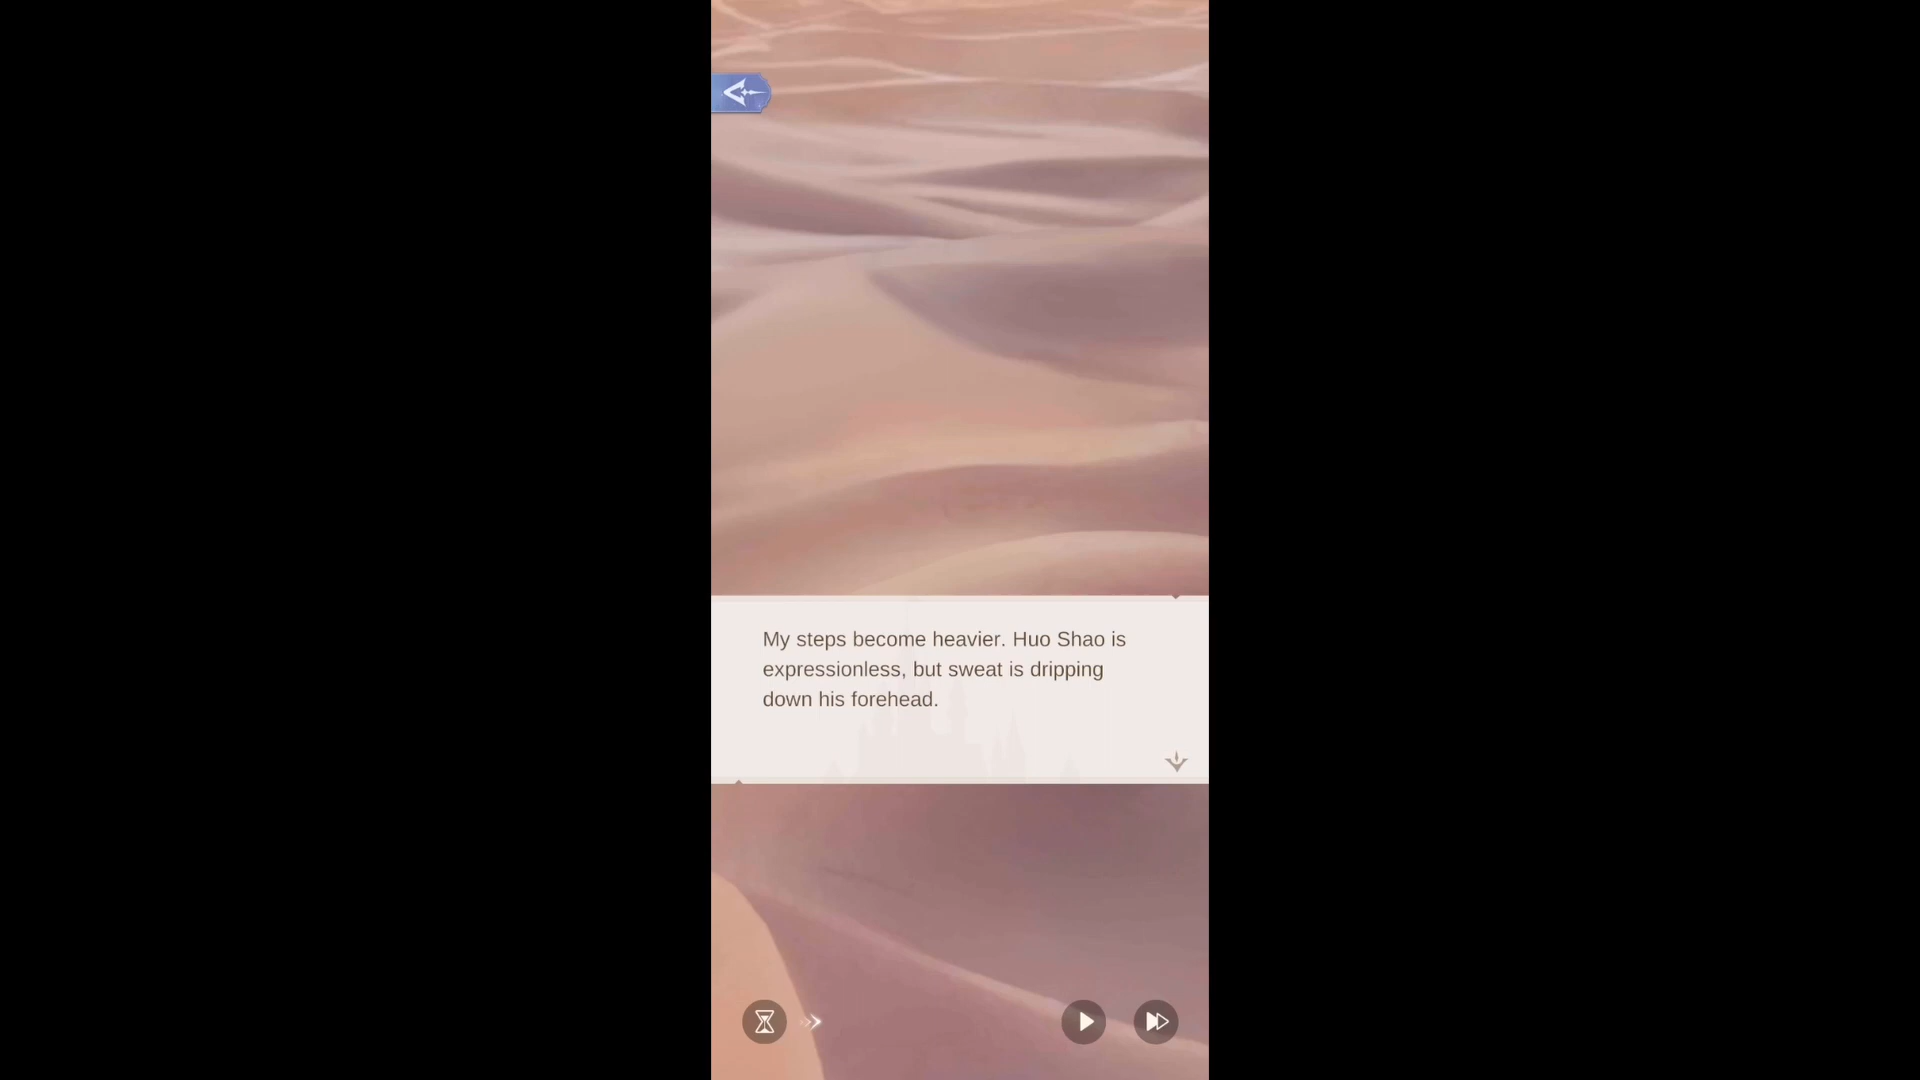 My steps become heavier. Huo Shao is
expressionless, but sweat is dripping
down his forehead.